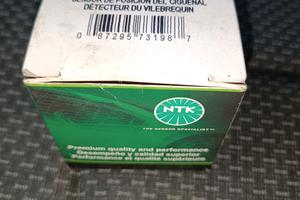 SENSOR DE POSICIÓN DEL CIGÜEÑAL
DÉTECTEUR DU VILEBREQUIN
0 87295 73198 7
NTK
THE SENSOR SPECIALIST
Premium quality and performance
Desempeño y calidad superior
Performance et qualité supérieure